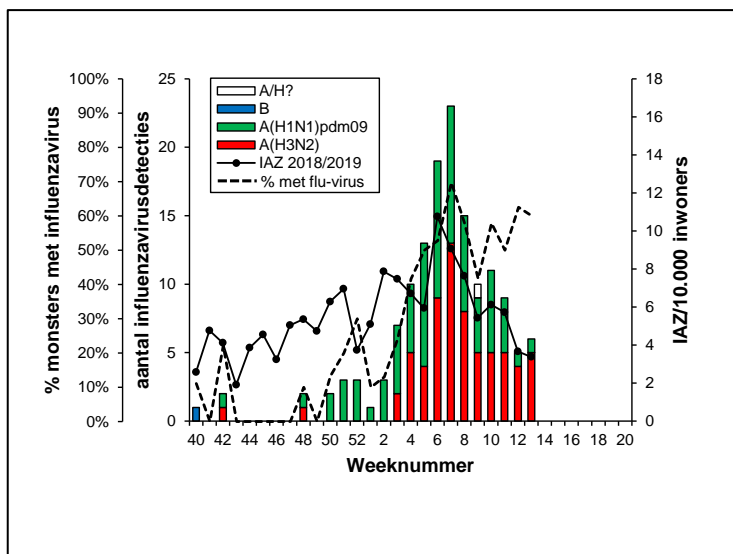 % monsters met influenzavirus
100%
90%
80%
70%
60%
50%
40%
30%
20%
10%
0%
aantal influenzavirusdetecties
25
20
15
10
5
0
A/H?
B
A(H1N1)pdm09
A(H3N2)
IAZ 2018/2019
% met flu-virus
18
16
14
12
10
8
6
4
2
0
IAZ/10.000 inwoners
40 42 44 46 48 50 52 2 4 6 8 10 12 14 16 18 20
Weeknummer